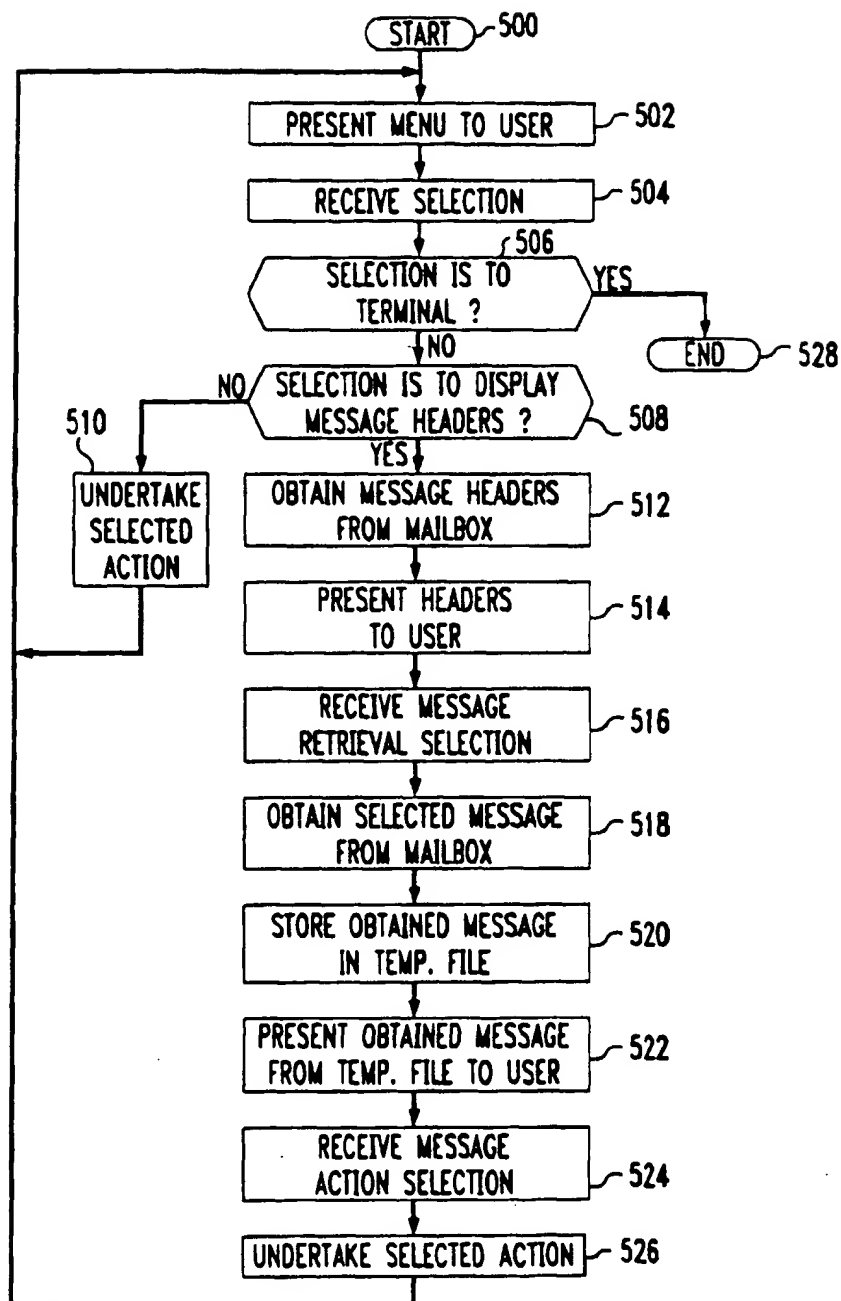 START
500
PRESENT MENU TO USER
502
RECEIVE SELECTION
504
506
SELECTION IS TO
TERMINAL ?
YES
NO
END
528
NO
SELECTION IS TO DISPLAY
MESSAGE HEADERS ?
508
YES
510
UNDERTAKE
SELECTED
ACTION
OBTAIN MESSAGE HEADERS
FROM MAILBOX
512
PRESENT HEADERS
TO USER
514
RECEIVE MESSAGE
RETRIEVAL SELECTION
516
OBTAIN SELECTED MESSAGE
FROM MAILBOX
518
STORE OBTAINED MESSAGE
IN TEMP. FILE
520
PRESENT OBTAINED MESSAGE
FROM TEMP. FILE TO USER
522
RECEIVE MESSAGE
ACTION SELECTION
524
UNDERTAKE SELECTED ACTION
526